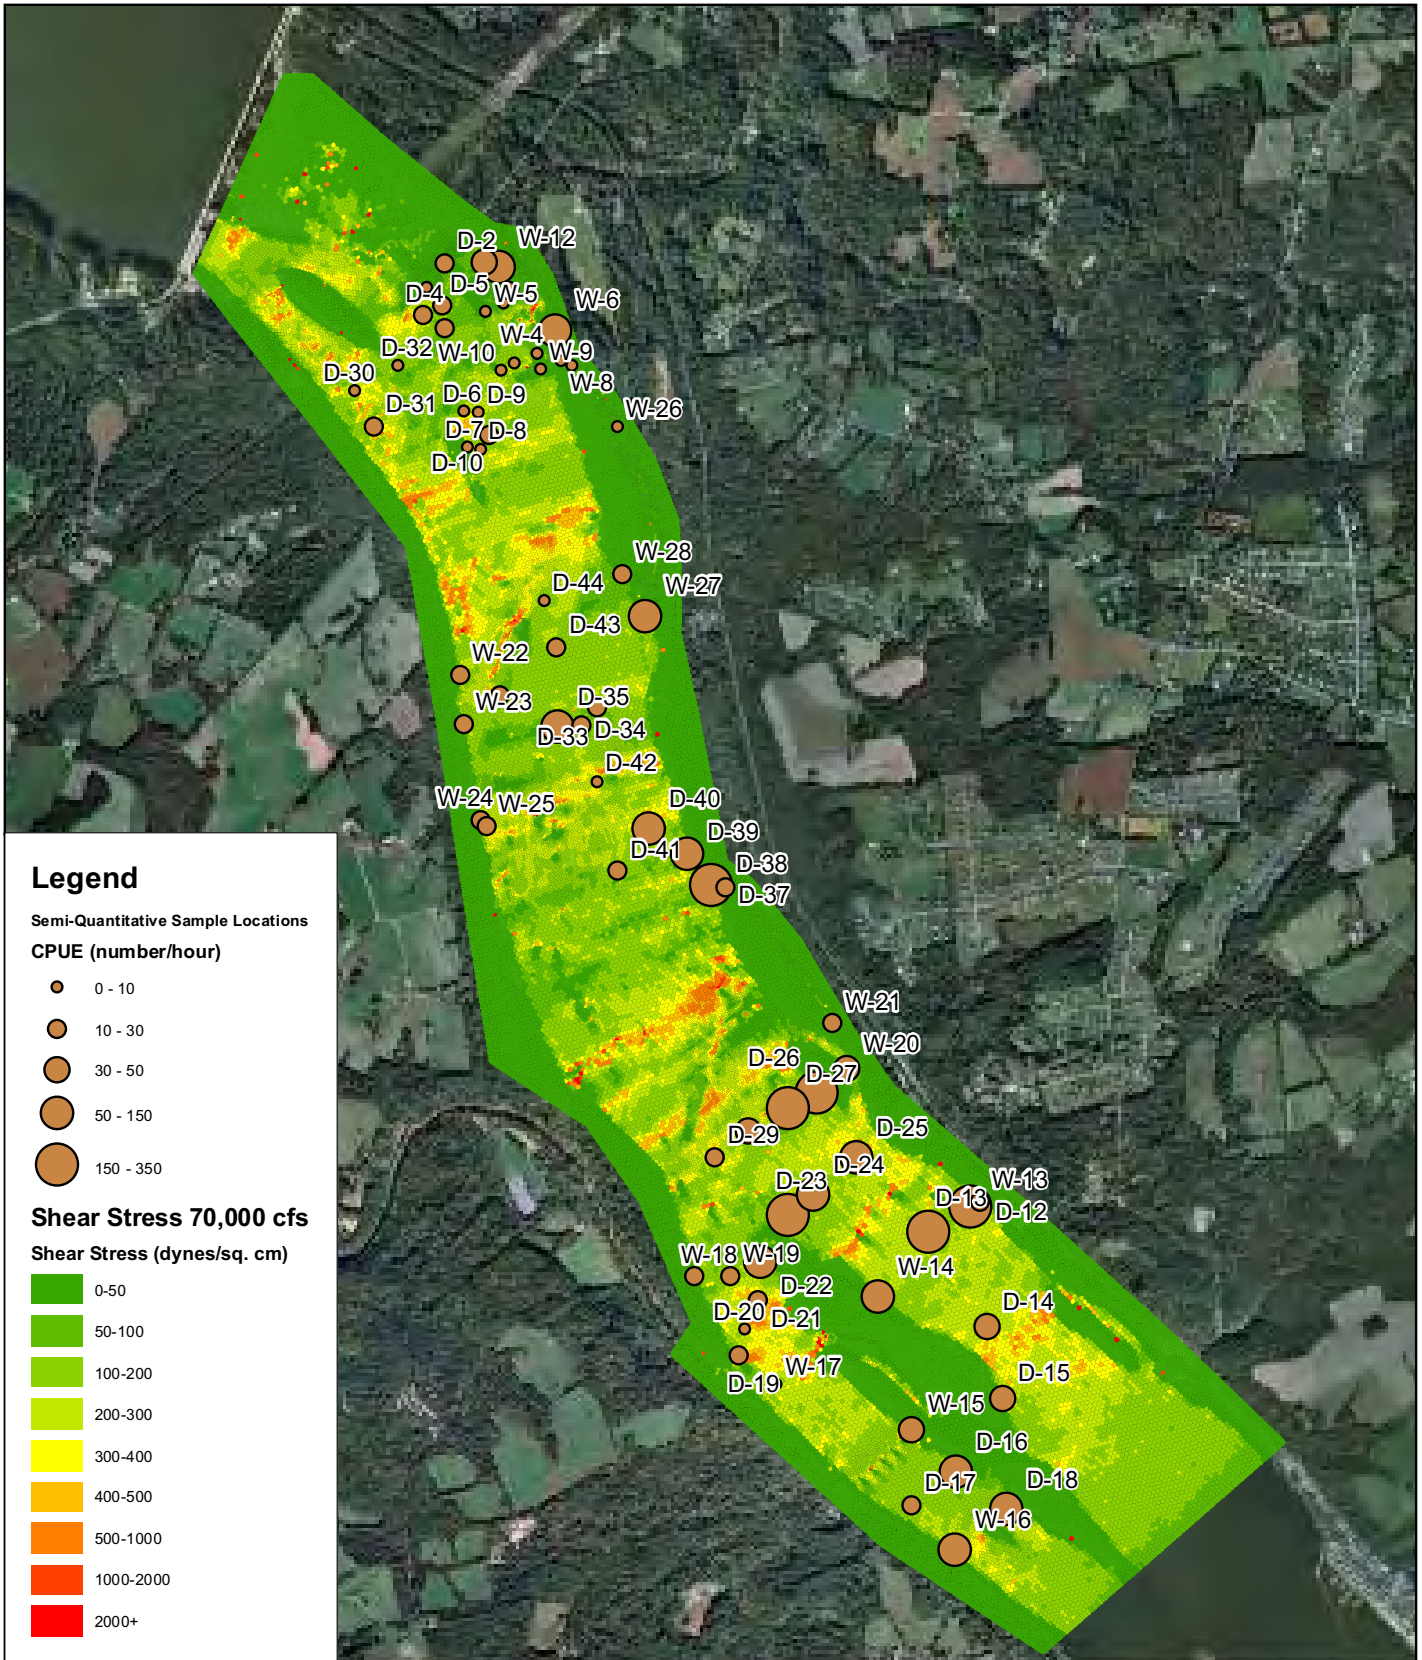 D-2
W-12
D-5
D-4
W-5
W-6
W-4
D-32
W-10
W-9
D-30
W-8
D-31
D-6
D-9
W-26
D-7
D-8
D-10
W-28
D-44
W-27
D-43
W-22
D-35
W-23
D-33
D-34
D-42
W-24
W-25
D-40
D-39
D-41
D-38
D-37
W-21
W-20
D-26
D-27
D-29
D-25
D-24
D-23
W-13
D-13
D-12
W-18
W-19
W-14
D-22
D-20
D-21
D-14
W-17
D-19
D-15
W-15
D-16
D-17
D-18
W-16
Legend
Semi-Quantitative Sample Locations
CPUE (number/hour)
0 - 10
10 - 30
30 - 50
50 - 150
150 - 350
Shear Stress 70,000 cfs
Shear Stress (dynes/sq. cm)
0-50
50-100
100-200
200-300
300-400
400-500
500-1000
1000-2000
2000+